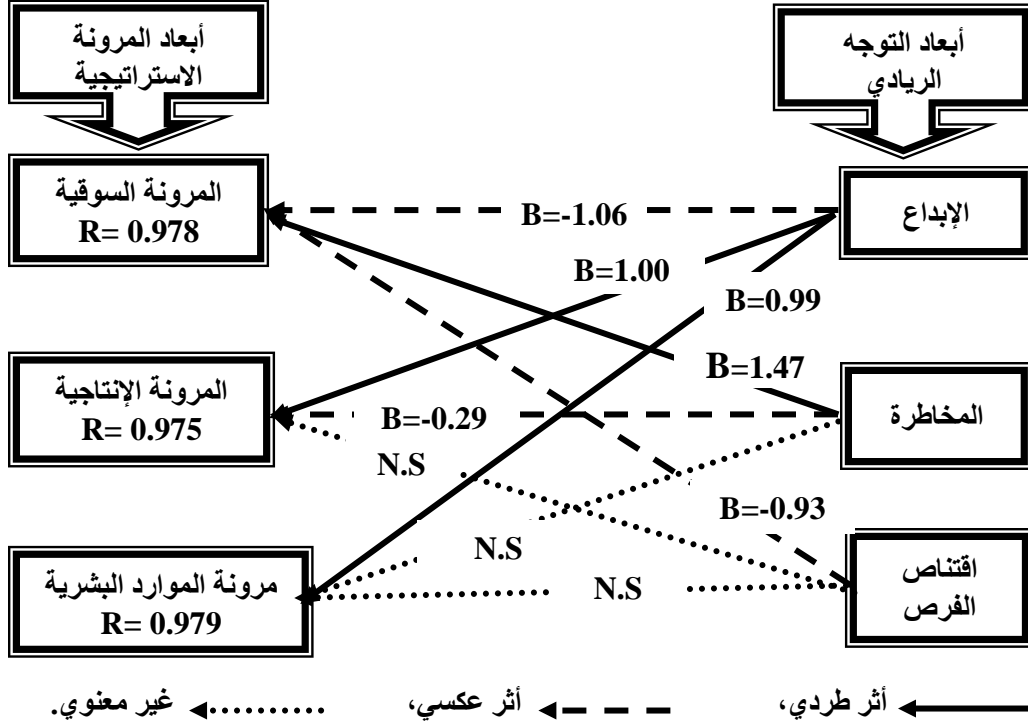 أبعاد التوجه
الريادي
أبعاد المرونة
الاستراتيجية
الإبداع
B=-1.06
المرونة السوقية
R= 0.978
B=1.00
B=0.99
B=1.47
المخاطرة
B=-0.29
المرونة الإنتاجية
R= 0.975
N.S
B=-0.93
N.S
اقتناص
الفرص
N.S
مرونة الموارد البشرية
R= 0.979
أثر طردي، أثر عكسي، غير معنوي.